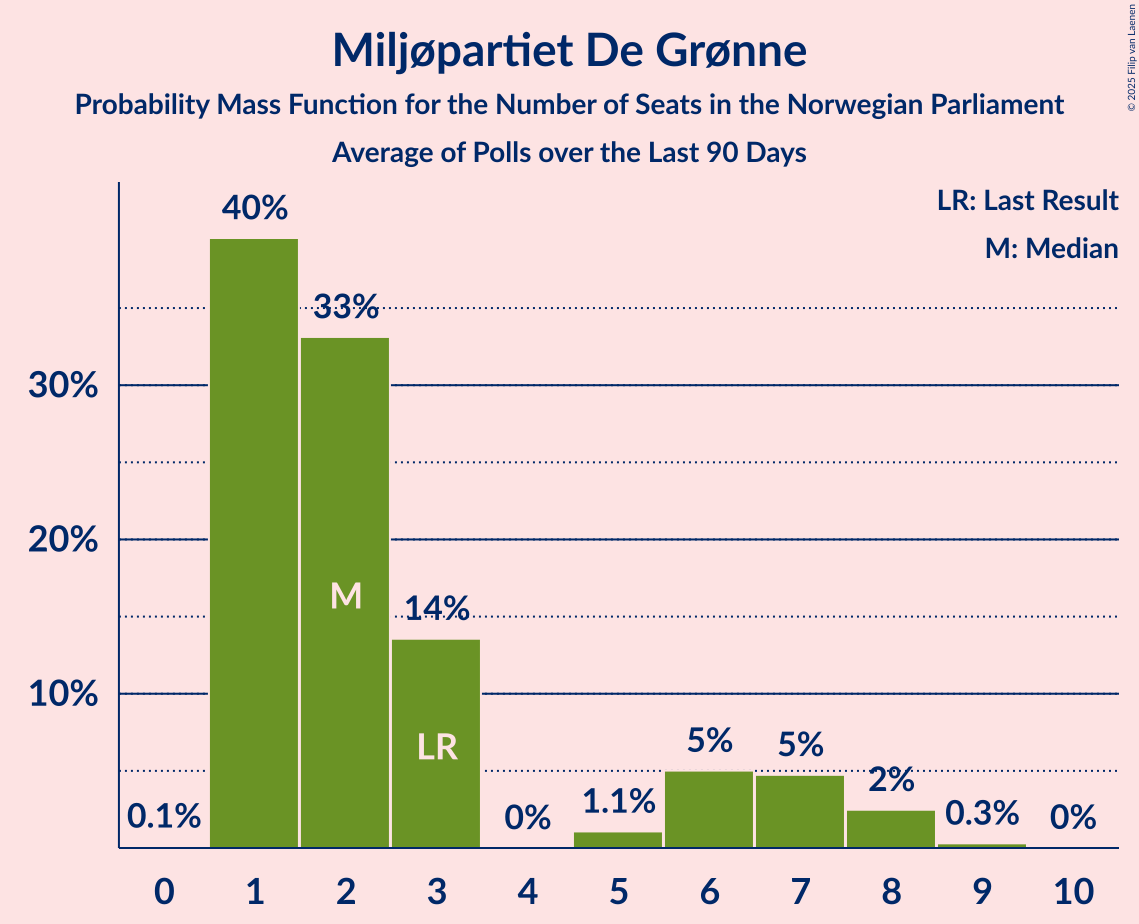 Miljøpartiet De Grønne
Probability Mass Function for the Number of Seats in the Norwegian Parliament
Average of Polls over the Last 90 Days
© 2025 Filip van Laenen
LR: Last Result
M: Median
40%
33%
30%
20%
M
14%
10%
LR
5%
5%
2%
1.1%
0.1%
0%
0.3%
0%
0 1 2 3 4 5 6 7 8 9 10